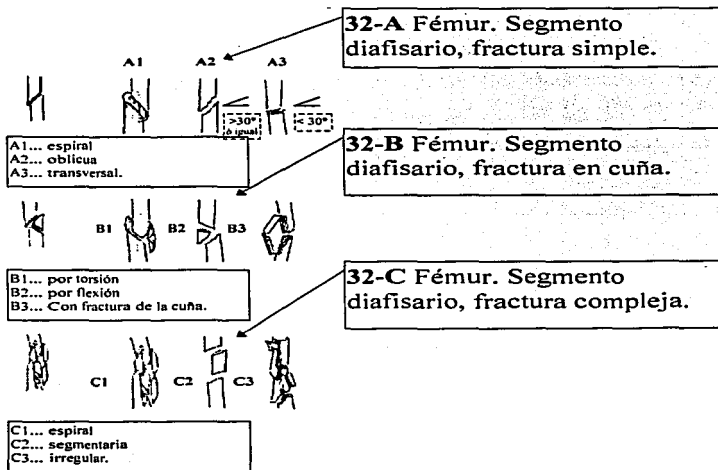 32-A Fémur. Segmento
diafisario, fractura simple.
A1 A2 A3
>30°
ó igual
< 30°
A1... espiral
A2... oblicua
A3... transversal.
32-B Fémur. Segmento
diafisario, fractura en cuña.
B1 B2 B3
B1... por torsión
B2... por flexión
B3... Con fractura de la cuña.
32-C Fémur. Segmento
diafisario, fractura compleja.
C1 C2 C3
C1... espiral
C2... segmentaria
C3... irregular.